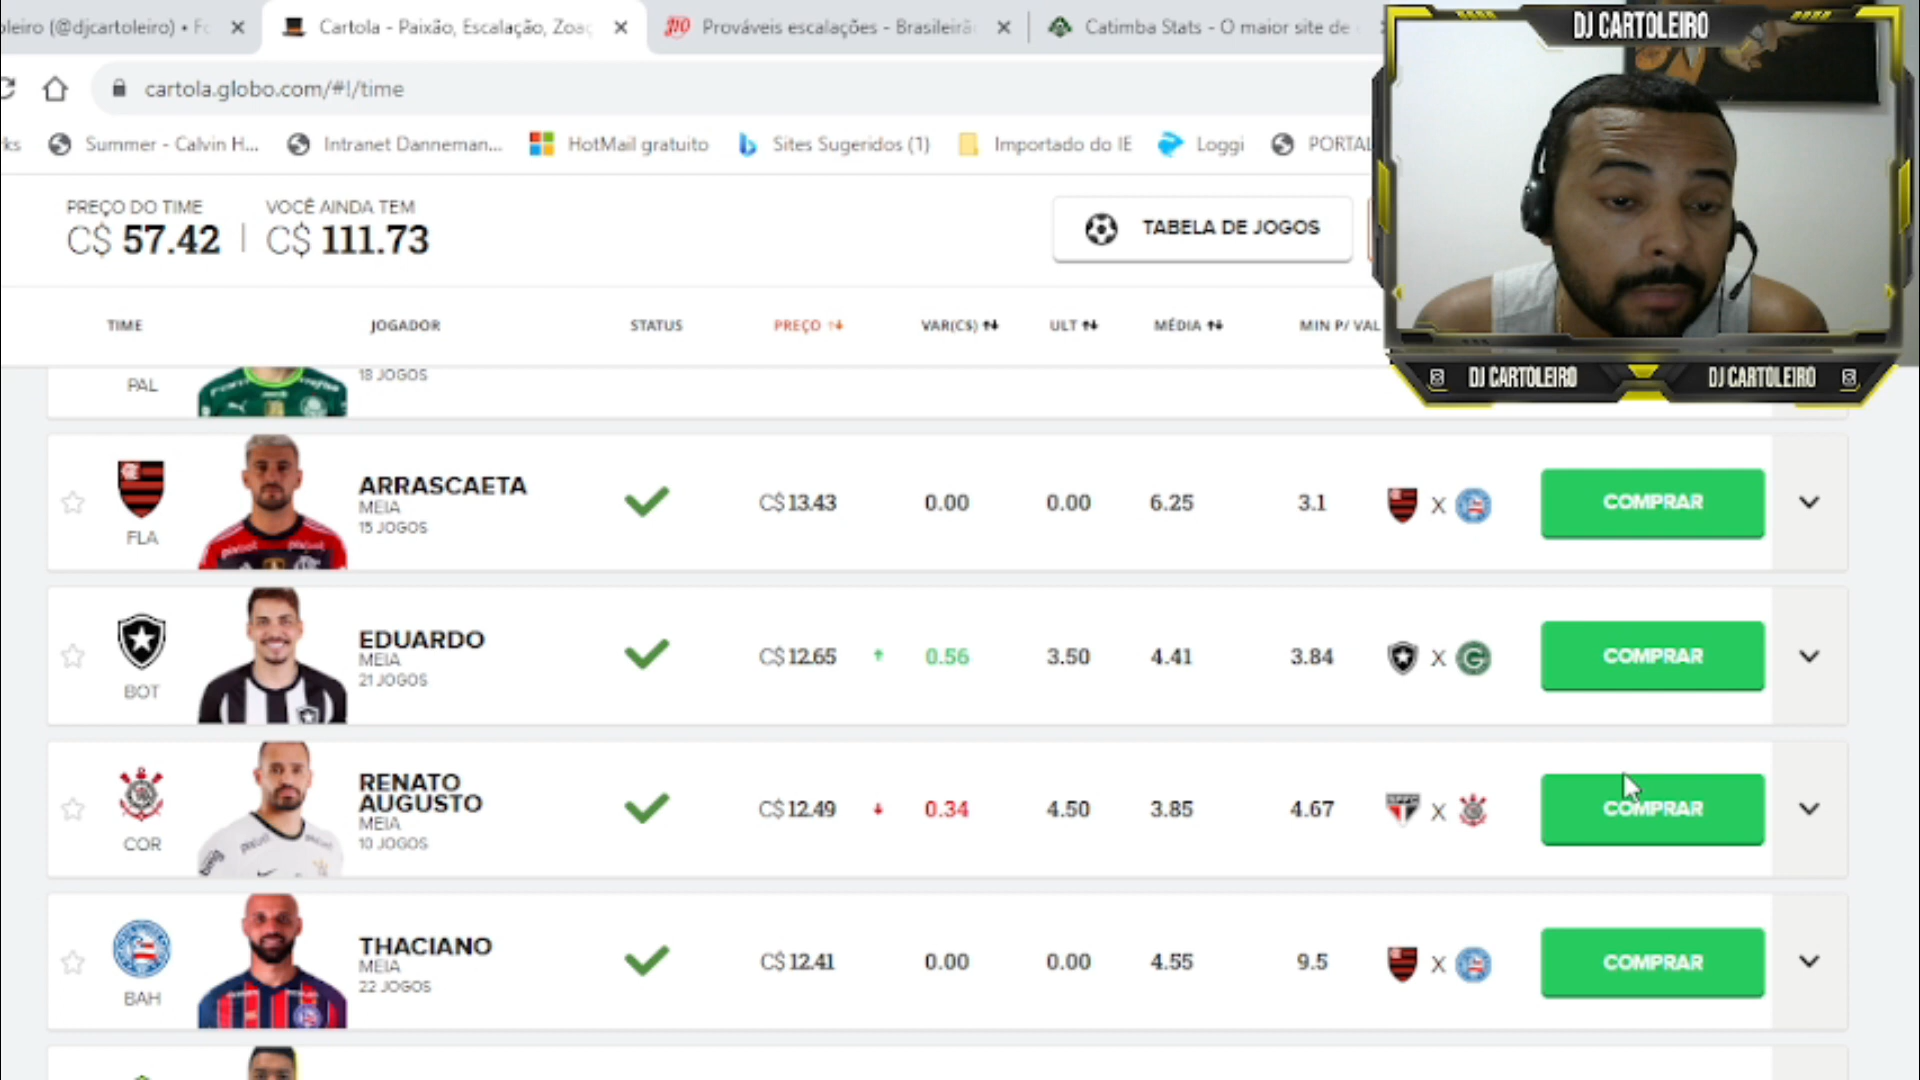 oleiro (@djcartoleiro) • Fo
Cartola - Paixão, Escalação, Zoaç
Prováveis escalações - Brasileirã
Catimba Stats - O maior site de
DJ CARTOLEIRO
cartola.globo.com/#!/time
ks
Summer - Calvin H...
Intranet Danneman...
HotMail gratuito
Sites Sugeridos (1)
Importado do IE
Loggi
PORTAL
PREÇO DO TIME
C$ 57.42
VOCÊ AINDA TEM
C$ 111.73
TABELA DE JOGOS
DJ CARTOLEIRO
DJ CARTOLEIRO
TIME JOGADOR STATUS PREÇO VAR(C$) ULT MÉDIA MIN P/ VAL
PAL
18 JOGOS
FLA
ARRASCAETA
MEIA
15 JOGOS
C$ 13.43 0.00 0.00 6.25 3.1 X COMPRAR
BOT
EDUARDO
MEIA
21 JOGOS
C$ 12.65 0.56 3.50 4.41 3.84 X COMPRAR
COR
RENATO
AUGUSTO
MEIA
10 JOGOS
C$ 12.49 0.34 4.50 3.85 4.67 X COMPRAR
BAH
THACIANO
MEIA
22 JOGOS
C$ 12.41 0.00 0.00 4.55 9.5 X COMPRAR